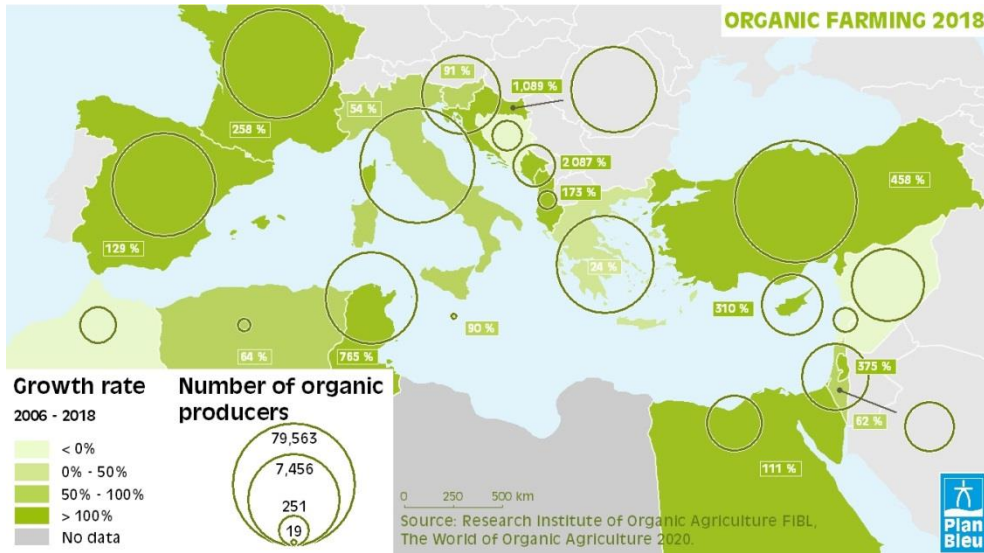 ORGANIC FARMING 2018
91 %
1,089 %
54 %
258 %
2 087 %
173 %
458 %
129 %
24 %
310 %
90 %
64 %
765 %
375 %
62 %
111 %
Growth rate
2006 - 2018
< 0%
0% - 50%
50% - 100%
> 100%
No data
Number of organic
producers
79,563
7,456
251
19
0 250 500 km
Source: Research Institute of Organic Agriculture FIBL,
The World of Organic Agriculture 2020.
Plan
Bleu